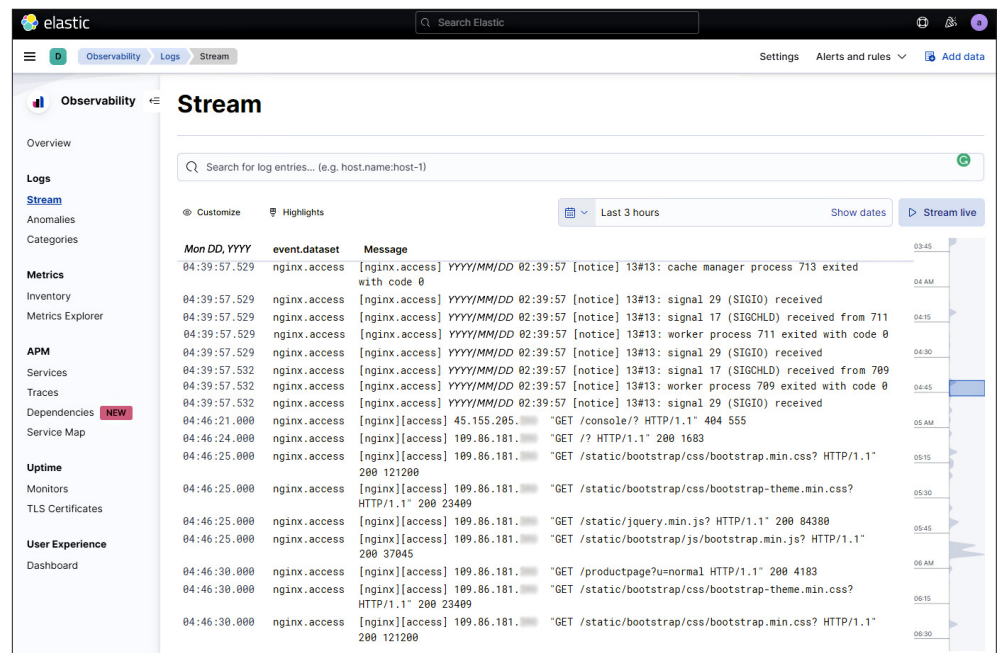 elastic
Search Elastic
a
D
Observability
Logs
Stream
Settings
Alerts and rules
Add data
Observability
Overview
Logs
Stream
Anomalies
Categories
Metrics
Inventory
Metrics Explorer
APM
Services
Traces
Dependencies NEW
Service Map
Uptime
Monitors
TLS Certificates
User Experience
Dashboard
Stream
Search for log entries... (e.g. host.name:host-1)
Customize
Highlights
Last 3 hours
Show dates
Stream live
Mon DD, YYYY event.dataset Message
04:39:57.529 nginx.access [nginx.access] YYYY/MM/DD 02:39:57 [notice] 13#13: cache manager process 713 exited
with code 0
04:39:57.529 nginx.access [nginx.access] YYYY/MM/DD 02:39:57 [notice] 13#13: signal 29 (SIGIO) received
04:39:57.529 nginx.access [nginx.access] YYYY/MM/DD 02:39:57 [notice] 13#13: signal 17 (SIGCHLD) received from 711
04:39:57.529 nginx.access [nginx.access] YYYY/MM/DD 02:39:57 [notice] 13#13: worker process 711 exited with code 0
04:39:57.529 nginx.access [nginx.access] YYYY/MM/DD 02:39:57 [notice] 13#13: signal 29 (SIGIO) received
04:39:57.532 nginx.access [nginx.access] YYYY/MM/DD 02:39:57 [notice] 13#13: signal 17 (SIGCHLD) received from 709
04:39:57.532 nginx.access [nginx.access] YYYY/MM/DD 02:39:57 [notice] 13#13: worker process 709 exited with code 0
04:39:57.532 nginx.access [nginx.access] YYYY/MM/DD 02:39:57 [notice] 13#13: signal 29 (SIGIO) received
04:46:21.000 nginx.access [nginx][access] 45.155.205. "GET /console/? HTTP/1.1" 404 555
04:46:24.000 nginx.access [nginx][access] 109.86.181. "GET /? HTTP/1.1" 200 1683
04:46:25.000 nginx.access [nginx][access] 109.86.181. "GET /static/bootstrap/css/bootstrap.min.css? HTTP/1.1"
200 121200
04:46:25.000 nginx.access [nginx][access] 109.86.181. "GET /static/bootstrap/css/bootstrap-theme.min.css?
HTTP/1.1" 200 23409
04:46:25.000 nginx.access [nginx][access] 109.86.181. "GET /static/jquery.min.js? HTTP/1.1" 200 84380
04:46:25.000 nginx.access [nginx][access] 109.86.181. "GET /static/bootstrap/js/bootstrap.min.js? HTTP/1.1"
200 37045
04:46:30.000 nginx.access [nginx][access] 109.86.181. "GET /productpage?u=normal HTTP/1.1" 200 4183
04:46:30.000 nginx.access [nginx][access] 109.86.181. "GET /static/bootstrap/css/bootstrap-theme.min.css?
HTTP/1.1" 200 23409
04:46:30.000 nginx.access [nginx][access] 109.86.181. "GET /static/bootstrap/css/bootstrap.min.css? HTTP/1.1"
200 121200
03:45
04 AM
04:15
04:30
04:45
05 AM
05:15
05:30
05:45
06 AM
06:15
06:30